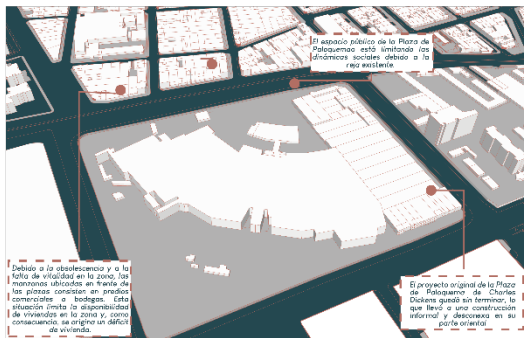 El espacio público de la Plaza de
Paloquemao está limitando las
dinámicas sociales debido a la
reja existente.
Debido a la obsolescencia y a la
falta de vitalidad en la zona, las
manzanas ubicadas en frente de
las plazas consisten en predios
comerciales a bodegas. Esta
situación limita la disponibilidad
de viviendas en la zona y, como
consecuencia, se origina un déficit
de vivienda.
El proyecto original de la Plaza
de Paloquema de Charles
Dickens quedó sin terminar, lo
que llevó a una construcción
informal y desconexa en su
parte oriental